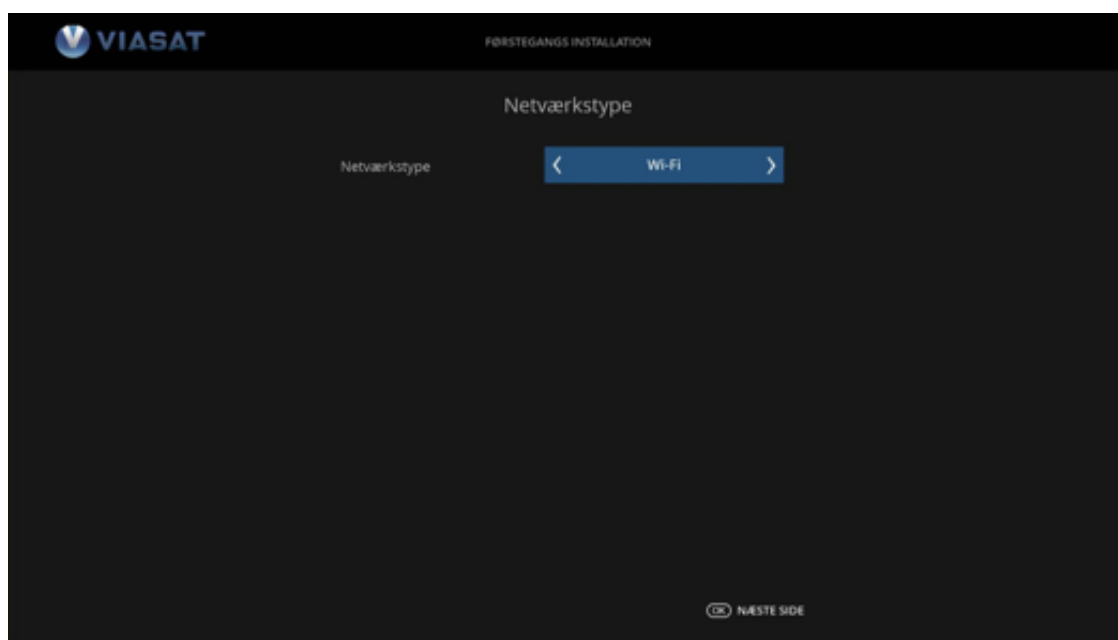 VIASAT
FØRSTEGANGS INSTALLATION
Netværkstype
Netværkstype Wi-Fi
OK NÆSTE SIDE